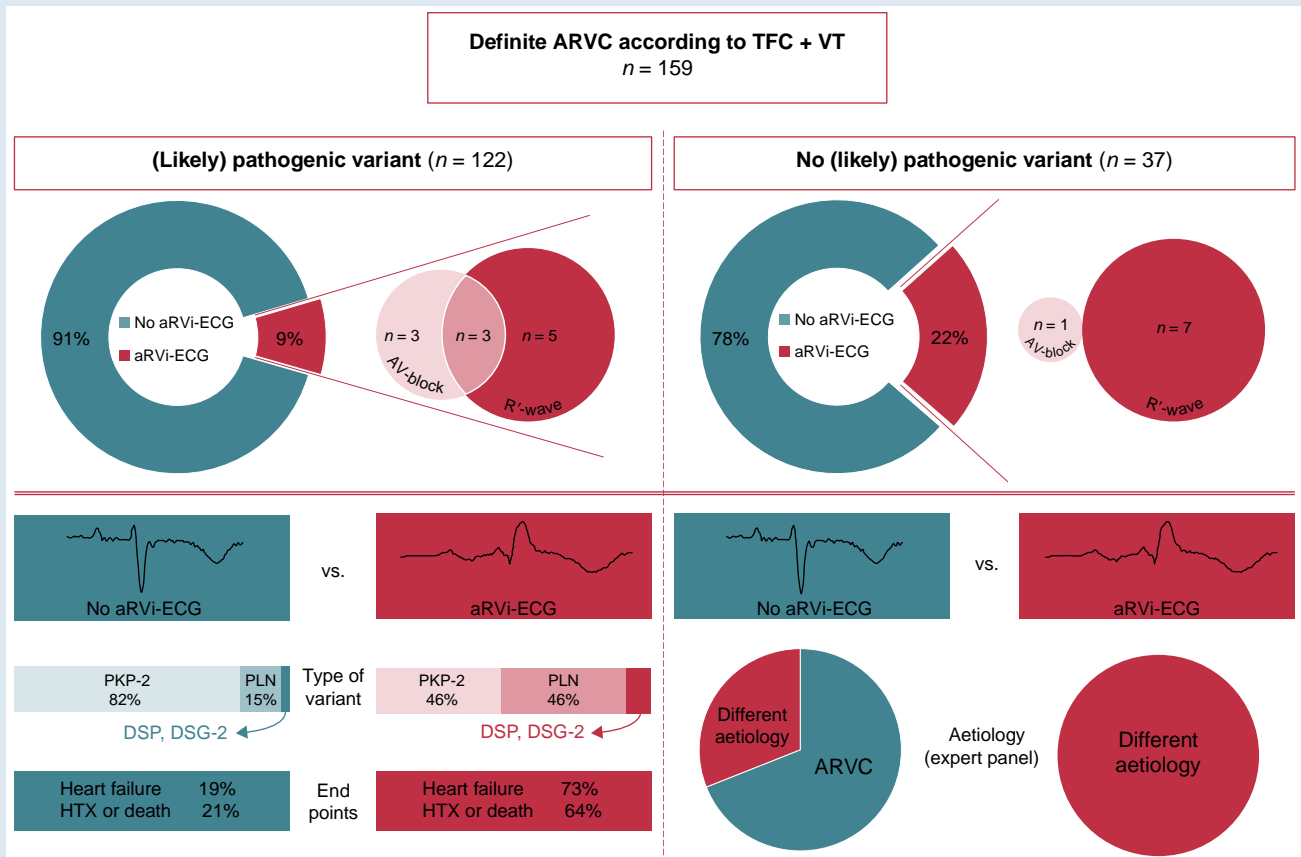 Definite ARVC according to TFC + VT
n = 159
(Likely) pathogenic variant (n = 122)
No (likely) pathogenic variant (n = 37)
91%
No aRVi-ECG
aRVi-ECG
9%
n = 3
n = 3
n = 5
AV-block
R′-wave
78%
No aRVi-ECG
aRVi-ECG
22%
n = 1
AV-block
n = 7
R′-wave
No aRVi-ECG
vs.
aRVi-ECG
No aRVi-ECG
vs.
aRVi-ECG
PKP-2
82%
PLN
15%
DSP, DSG-2
Type of
variant
PKP-2
46%
PLN
46%
DSP, DSG-2
Heart failure 19%
HTX or death 21%
End
points
Heart failure 73%
HTX or death 64%
Different
aetiology
ARVC
Aetiology
(expert panel)
Different
aetiology